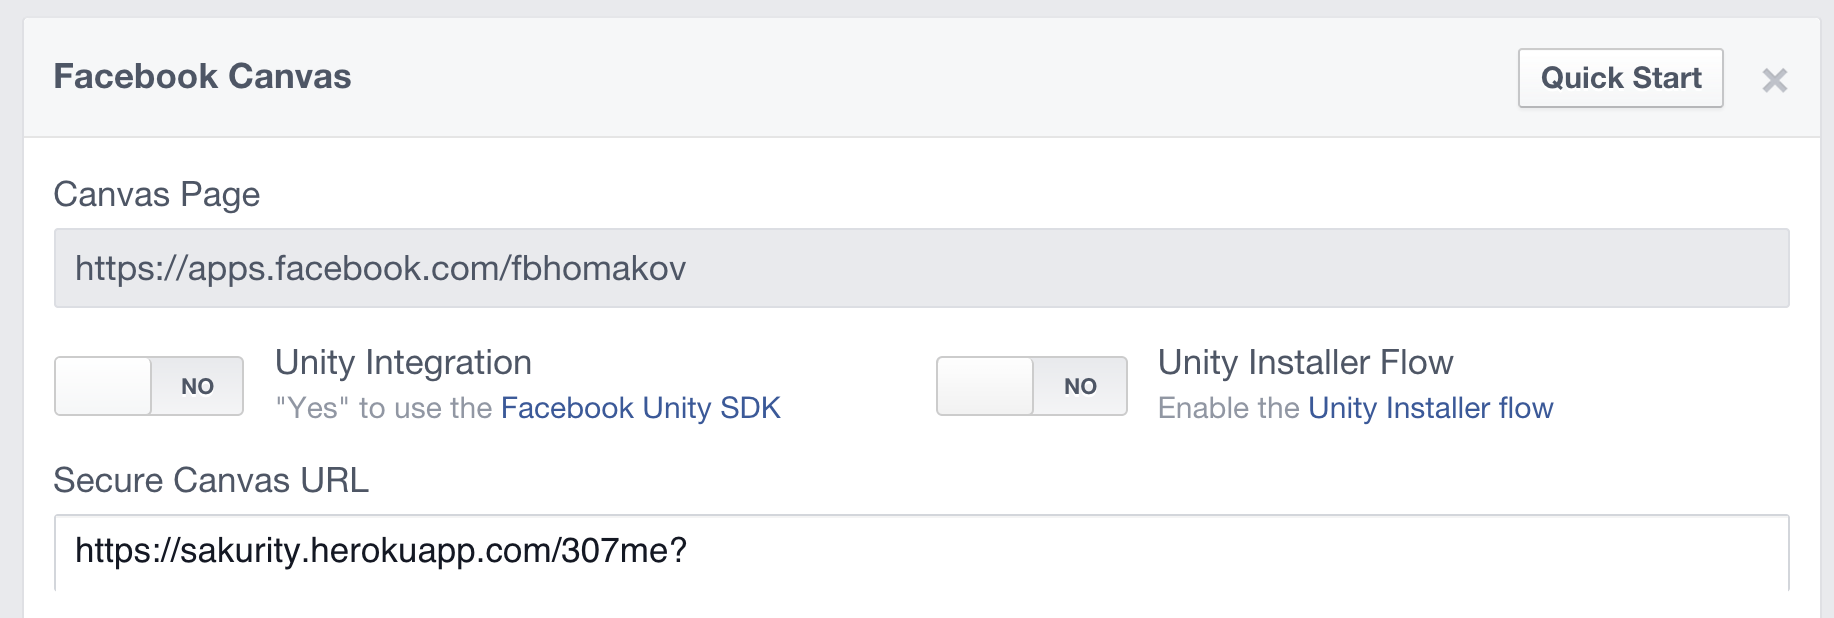 Facebook Canvas
Quick Start
Canvas Page
https://apps.facebook.com/fbhomakov
NO
Unity Integration
"Yes" to use the Facebook Unity SDK
NO
Unity Installer Flow
Enable the Unity Installer flow
Secure Canvas URL
https://sakurity.herokuapp.com/307me?